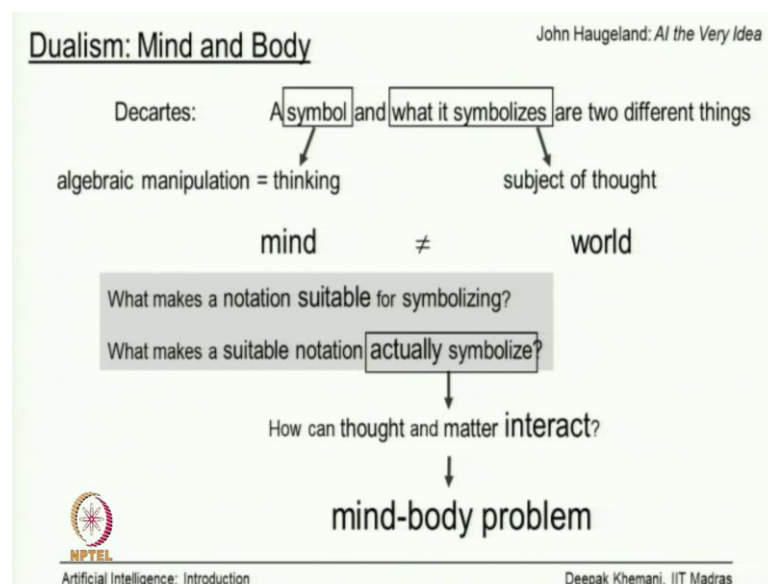 Dualism: Mind and Body
John Haugeland: AI the Very Idea
Decartes: A symbol and what it symbolizes are two different things
algebraic manipulation = thinking subject of thought
mind ≠ world
What makes a notation suitable for symbolizing?
What makes a suitable notation actually symbolize?
How can thought and matter interact?
mind-body problem
NPTEL
Artificial Intelligence: Introduction
Deepak Khemani, IIT Madras